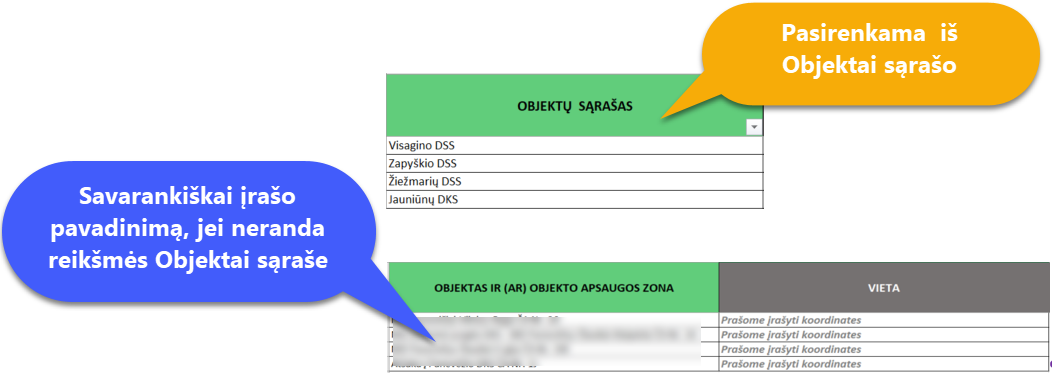 Pasirenkama iš
Objektai sąrašo
OBJEKTŲ SĄRAŠAS
Visagino DSS
Zapyškio DSS
Žiežmarių DSS
Jauniūnų DKS
Savarankiškai įrašo
pavadinimą, jei neranda
reikšmės Objektai sąraše
OBJEKTAS IR (AR) OBJEKTO APSAUGOS ZONA VIETA
Prašome įrašyti koordinates
Prašome įrašyti koordinates
Prašome įrašyti koordinates
Prašome įrašyti koordinates